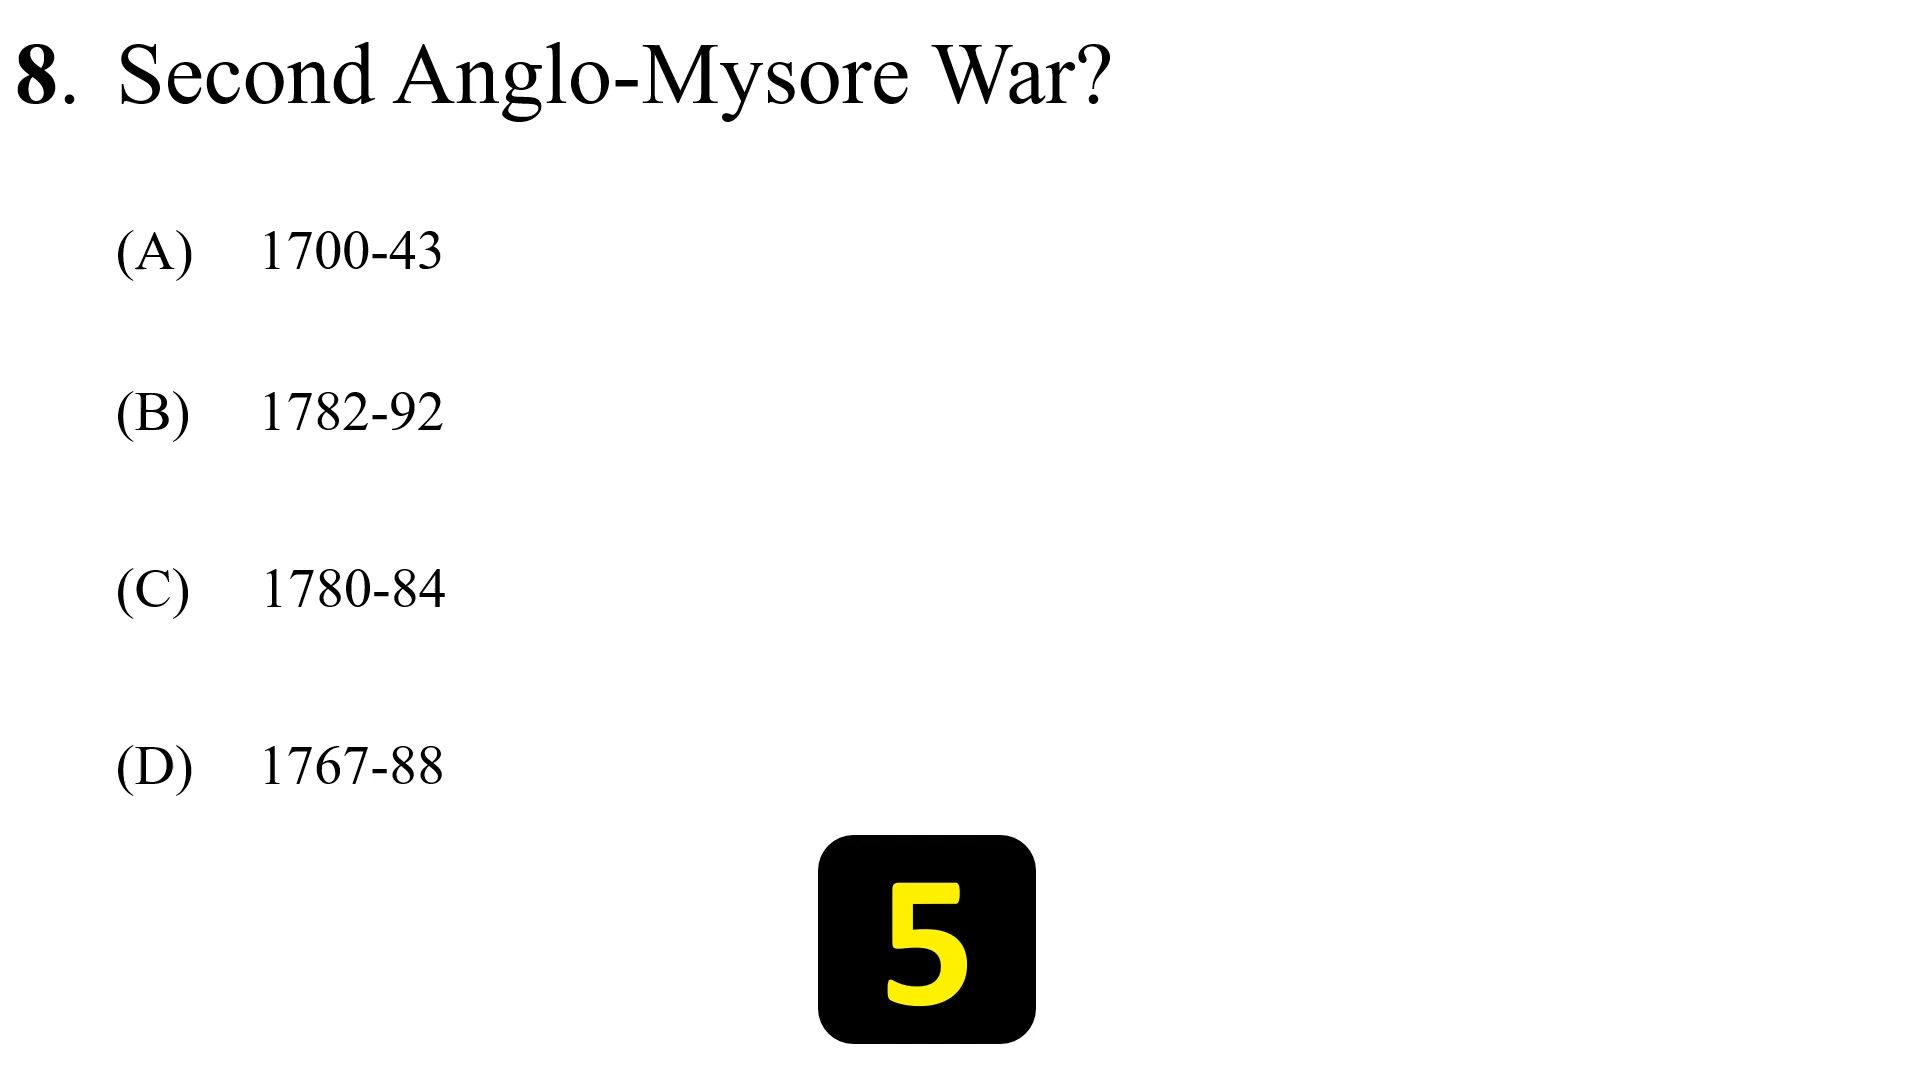 8. Second Anglo-Mysore War?
(A) 1700-43
(B) 1782-92
(C) 1780-84
(D) 1767-88
5